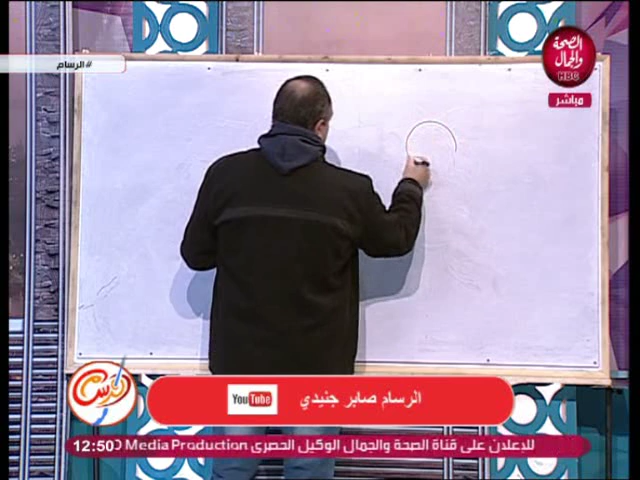 الصحة
والجمال
HBC
مباشر
#الرسام
الرسام صابر جنيدي
YouTube
للإعلان على قناة الصحة والجمال الوكيل الحصرى D Media Production
12:50